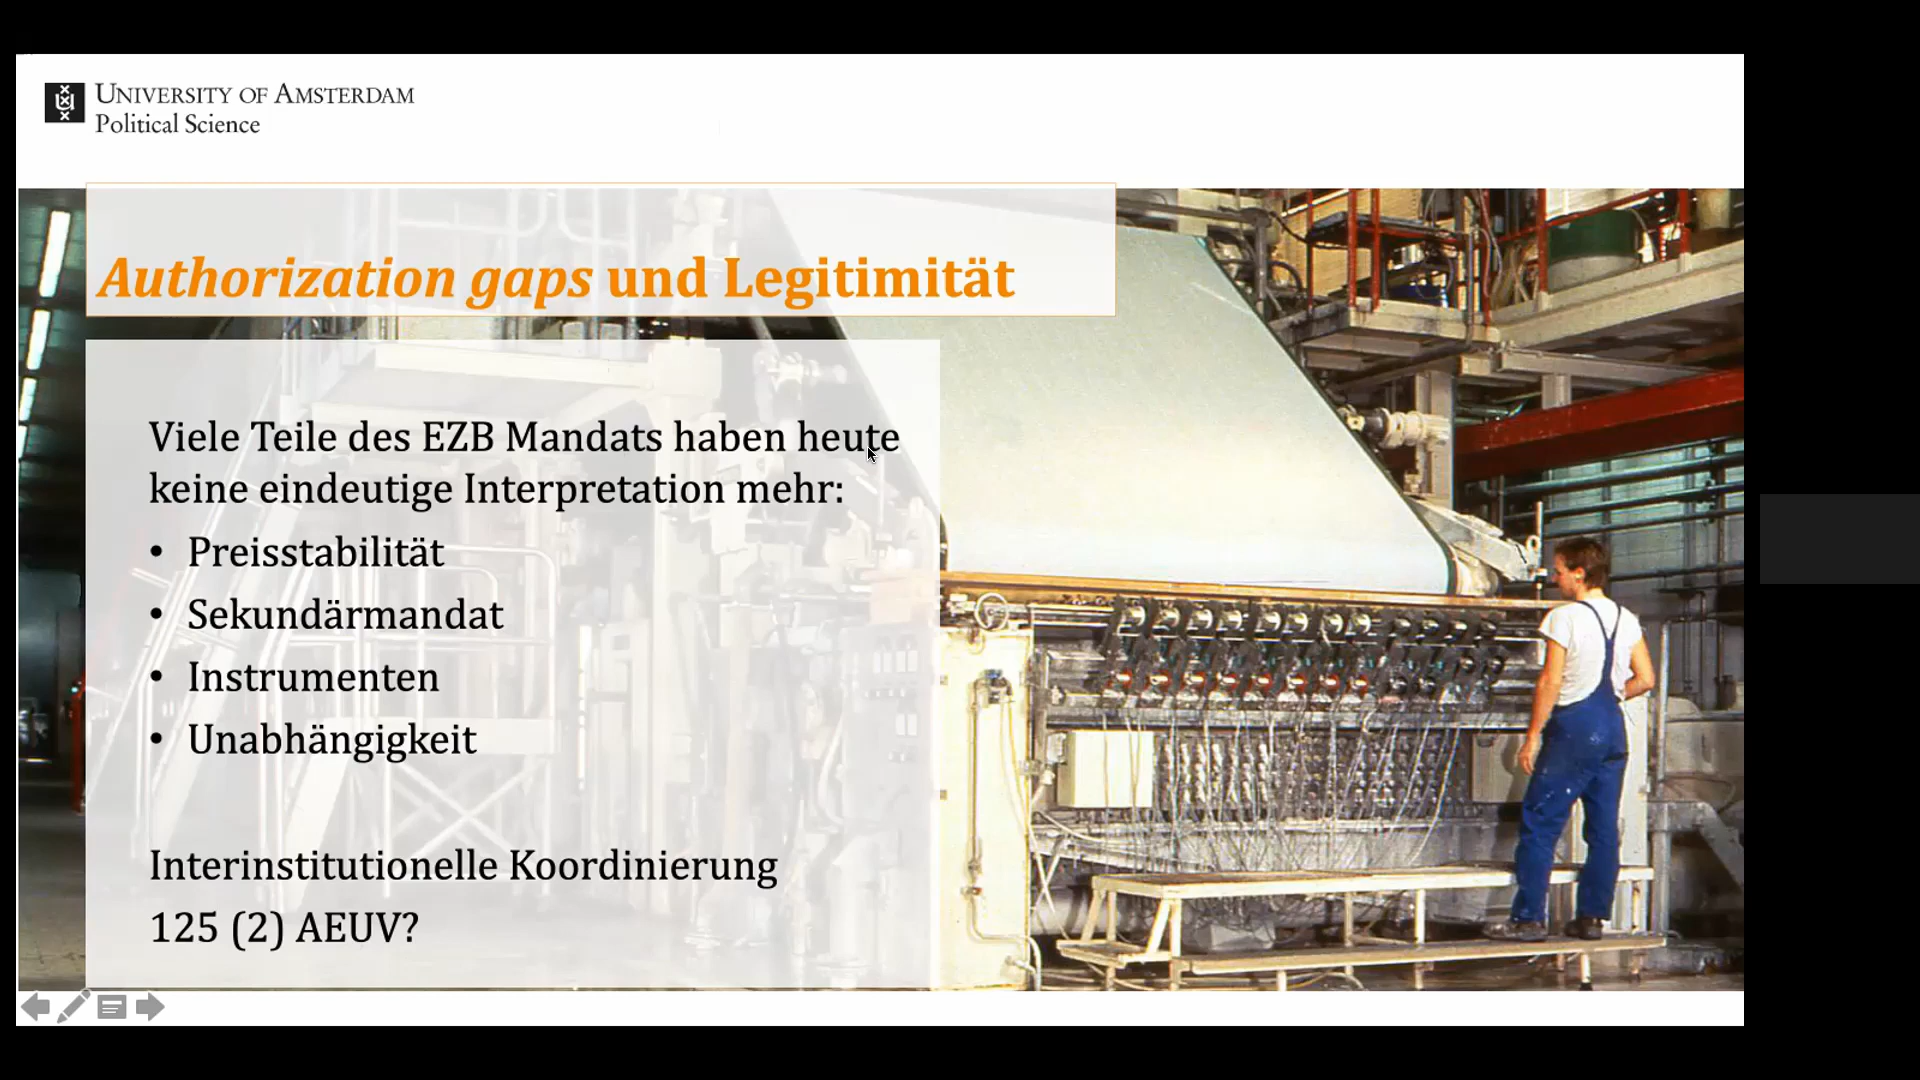 UNIVERSITY OF AMSTERDAM
Political Science
Authorization gaps und Legitimität
Viele Teile des EZB Mandats haben heute
keine eindeutige Interpretation mehr:
• Preisstabilität
• Sekundärmandat
• Instrumenten
• Unabhängigkeit
Interinstitutionelle Koordinierung
125 (2) AEUV?